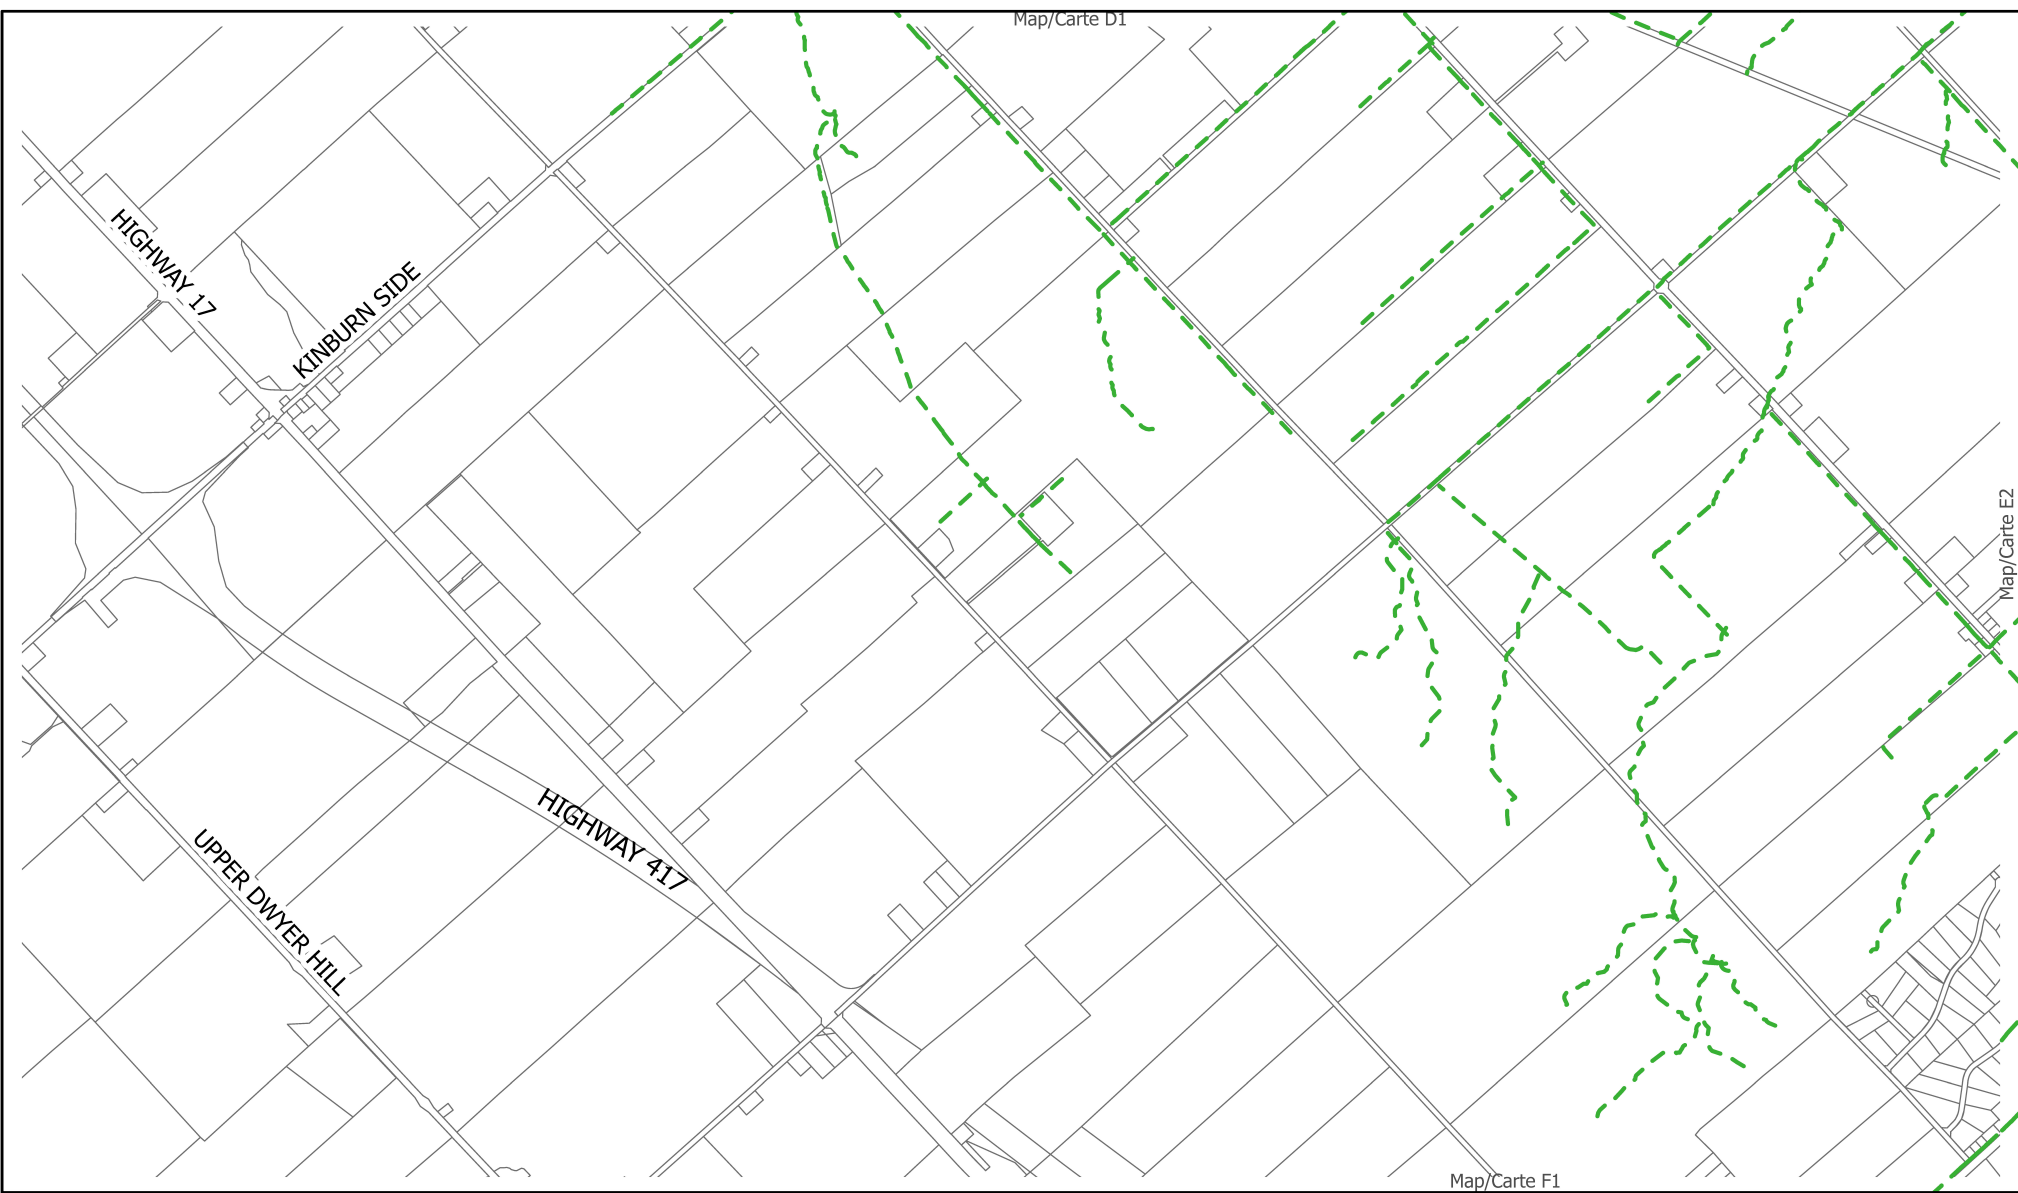 Map/Carte D1
HIGHWAY 17
KINBURN SIDE
Map/Carte E2
HIGHWAY 417
UPPER DWYER HILL
Map/Carte F1